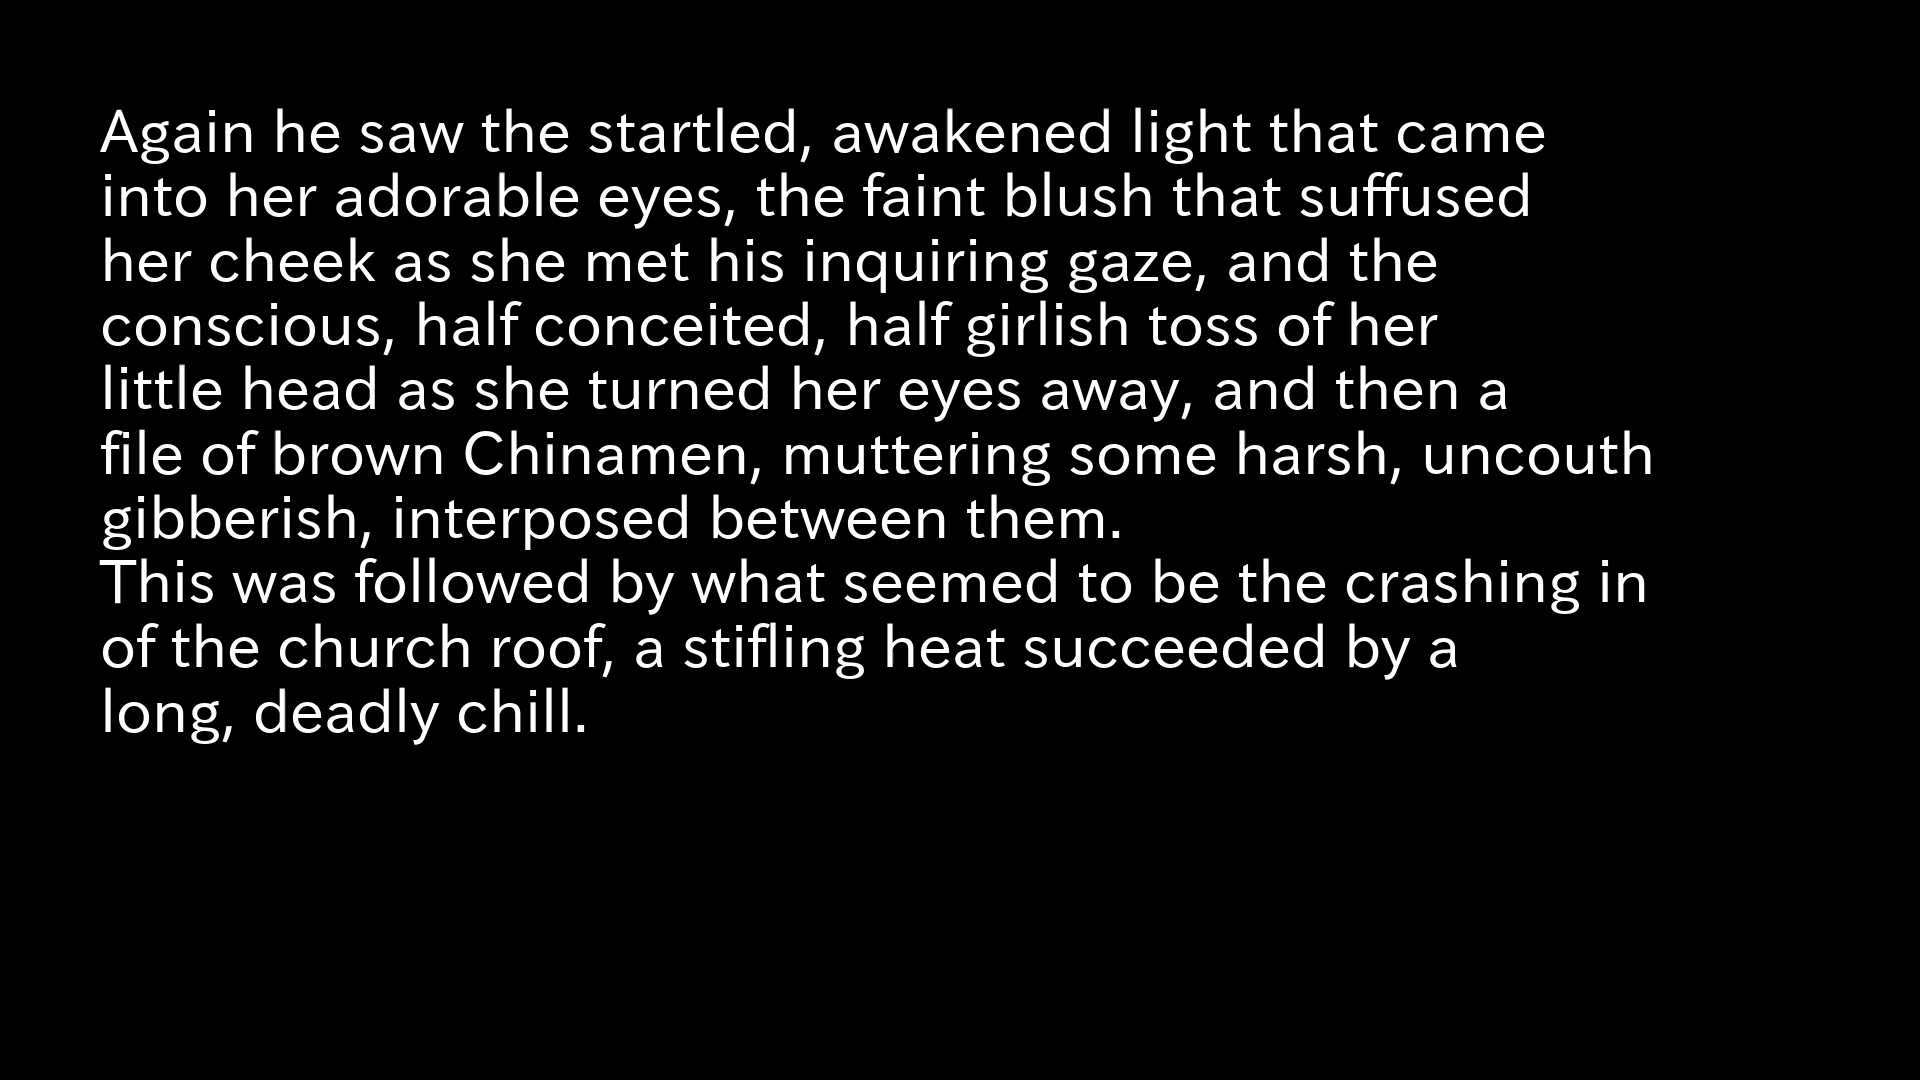 Again he saw the startled, awakened light that came
into her adorable eyes, the faint blush that suffused
her cheek as she met his inquiring gaze, and the
conscious, half conceited, half girlish toss of her
little head as she turned her eyes away, and then a
file of brown Chinamen, muttering some harsh, uncouth
gibberish, interposed between them.
This was followed by what seemed to be the crashing in
of the church roof, a stifling heat succeeded by a
long, deadly chill.